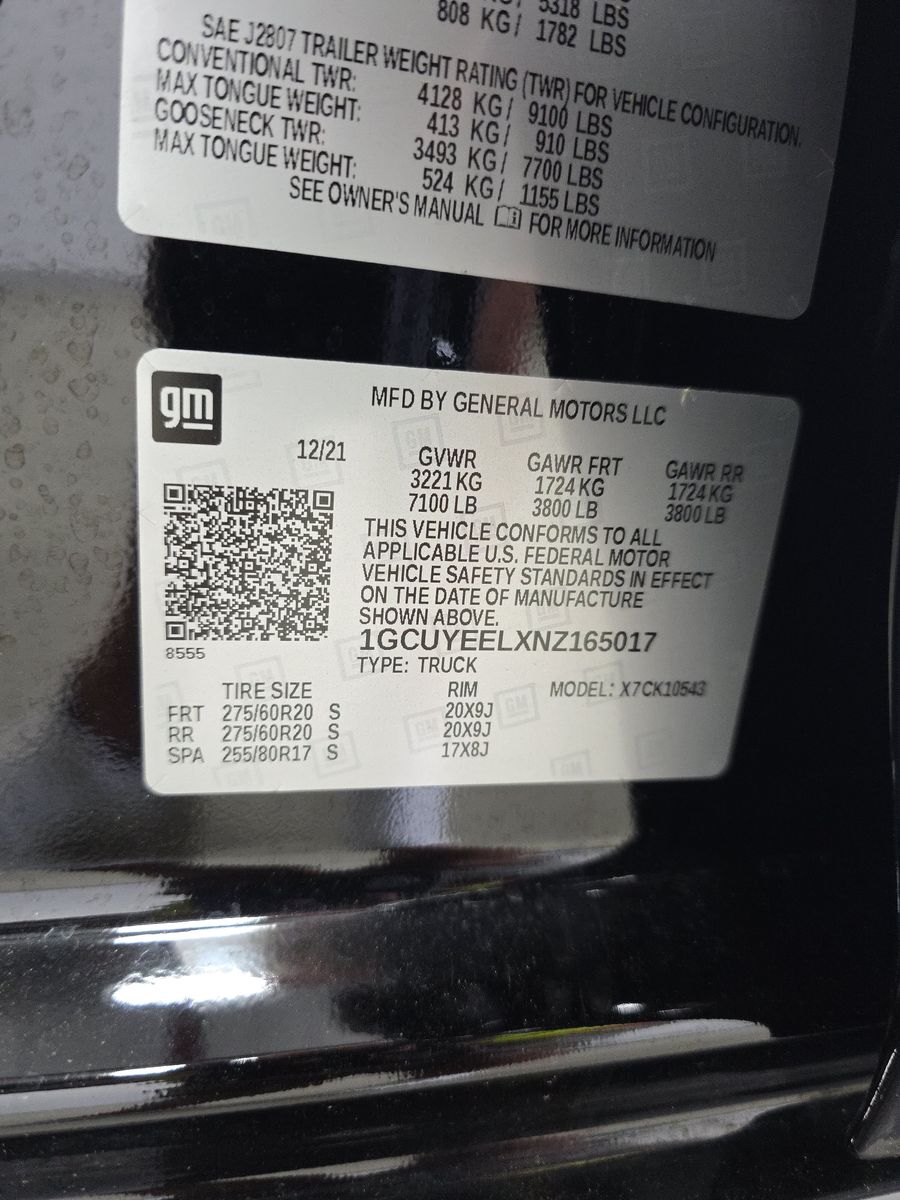 5318 LBS
808 KG/ 1782 LBS
SAE J2807 TRAILER WEIGHT RATING (TWR) FOR VEHICLE CONFIGURATION.
CONVENTIONAL TWR: 4128 KG/ 9100 LBS
MAX TONGUE WEIGHT: 413 KG/ 910 LBS
GOOSENECK TWR: 3493 KG/ 7700 LBS
MAX TONGUE WEIGHT: 524 KG/ 1155 LBS
SEE OWNER'S MANUAL FOR MORE INFORMATION
gm
MFD BY GENERAL MOTORS LLC
12/21
GVWR GAWR FRT GAWR RR
3221 KG 1724 KG 1724 KG
7100 LB 3800 LB 3800 LB
THIS VEHICLE CONFORMS TO ALL
APPLICABLE U.S. FEDERAL MOTOR
VEHICLE SAFETY STANDARDS IN EFFECT
ON THE DATE OF MANUFACTURE
SHOWN ABOVE.
1GCUYEELXNZ165017
8555
TYPE: TRUCK
TIRE SIZE RIM MODEL: X7CK10543
FRT 275/60R20 S 20X9J
RR 275/60R20 S 20X9J
SPA 255/80R17 S 17X8J